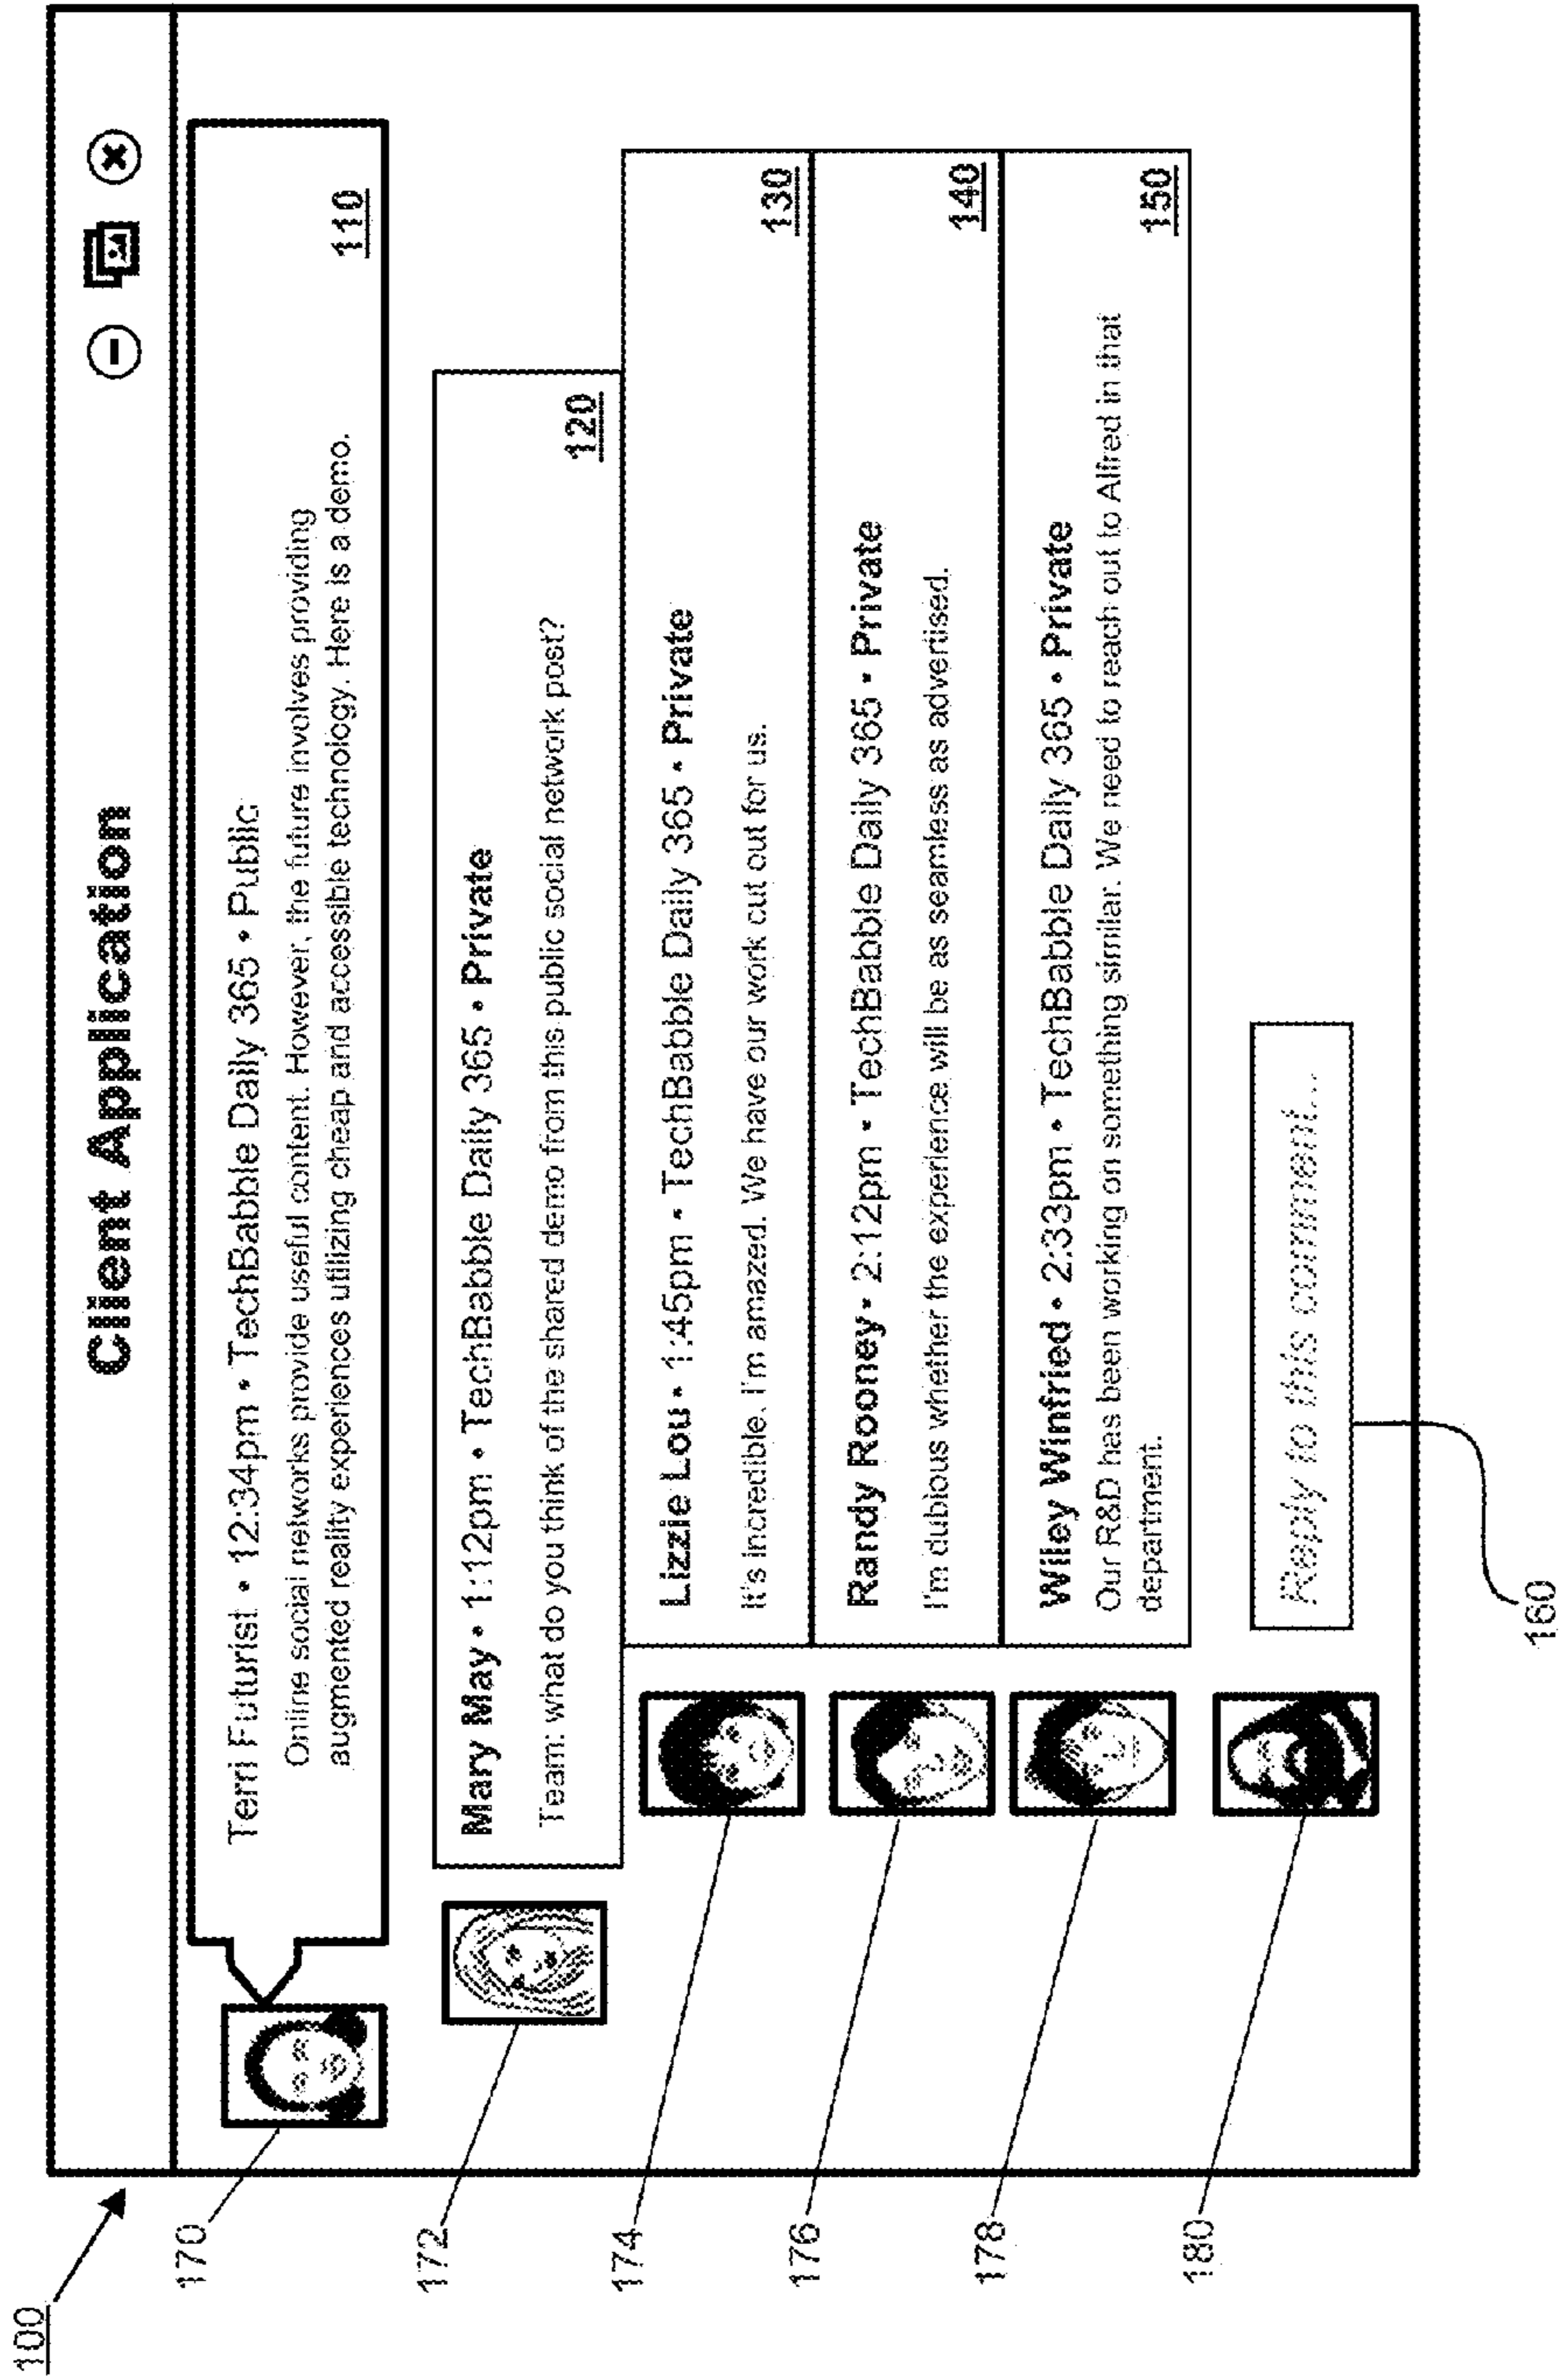 100
Client Application
170
Terri Futurist • 12:34pm • TechBabble Daily 365 • Public
Online social networks provide useful content. However, the future involves providing
augmented reality experiences utilizing cheap and accessible technology. Here is a demo.
110
172
Mary May • 1:12pm • TechBabble Daily 365 • Private
Team: what do you think of the shared demo from this public social network post?
120
174
Lizzie Lou • 1:45pm • TechBabble Daily 365 • Private
It's incredible. I'm amazed. We have our work cut out for us.
130
176
Randy Rooney • 2:12pm • TechBabble Daily 365 • Private
I'm dubious whether the experience will be as seamless as advertised.
140
178
Wiley Winfried • 2:33pm • TechBabble Daily 365 • Private
Our R&D has been working on something similar. We need to reach out to Alfred in that
department.
150
180
Reply to this comment...
160